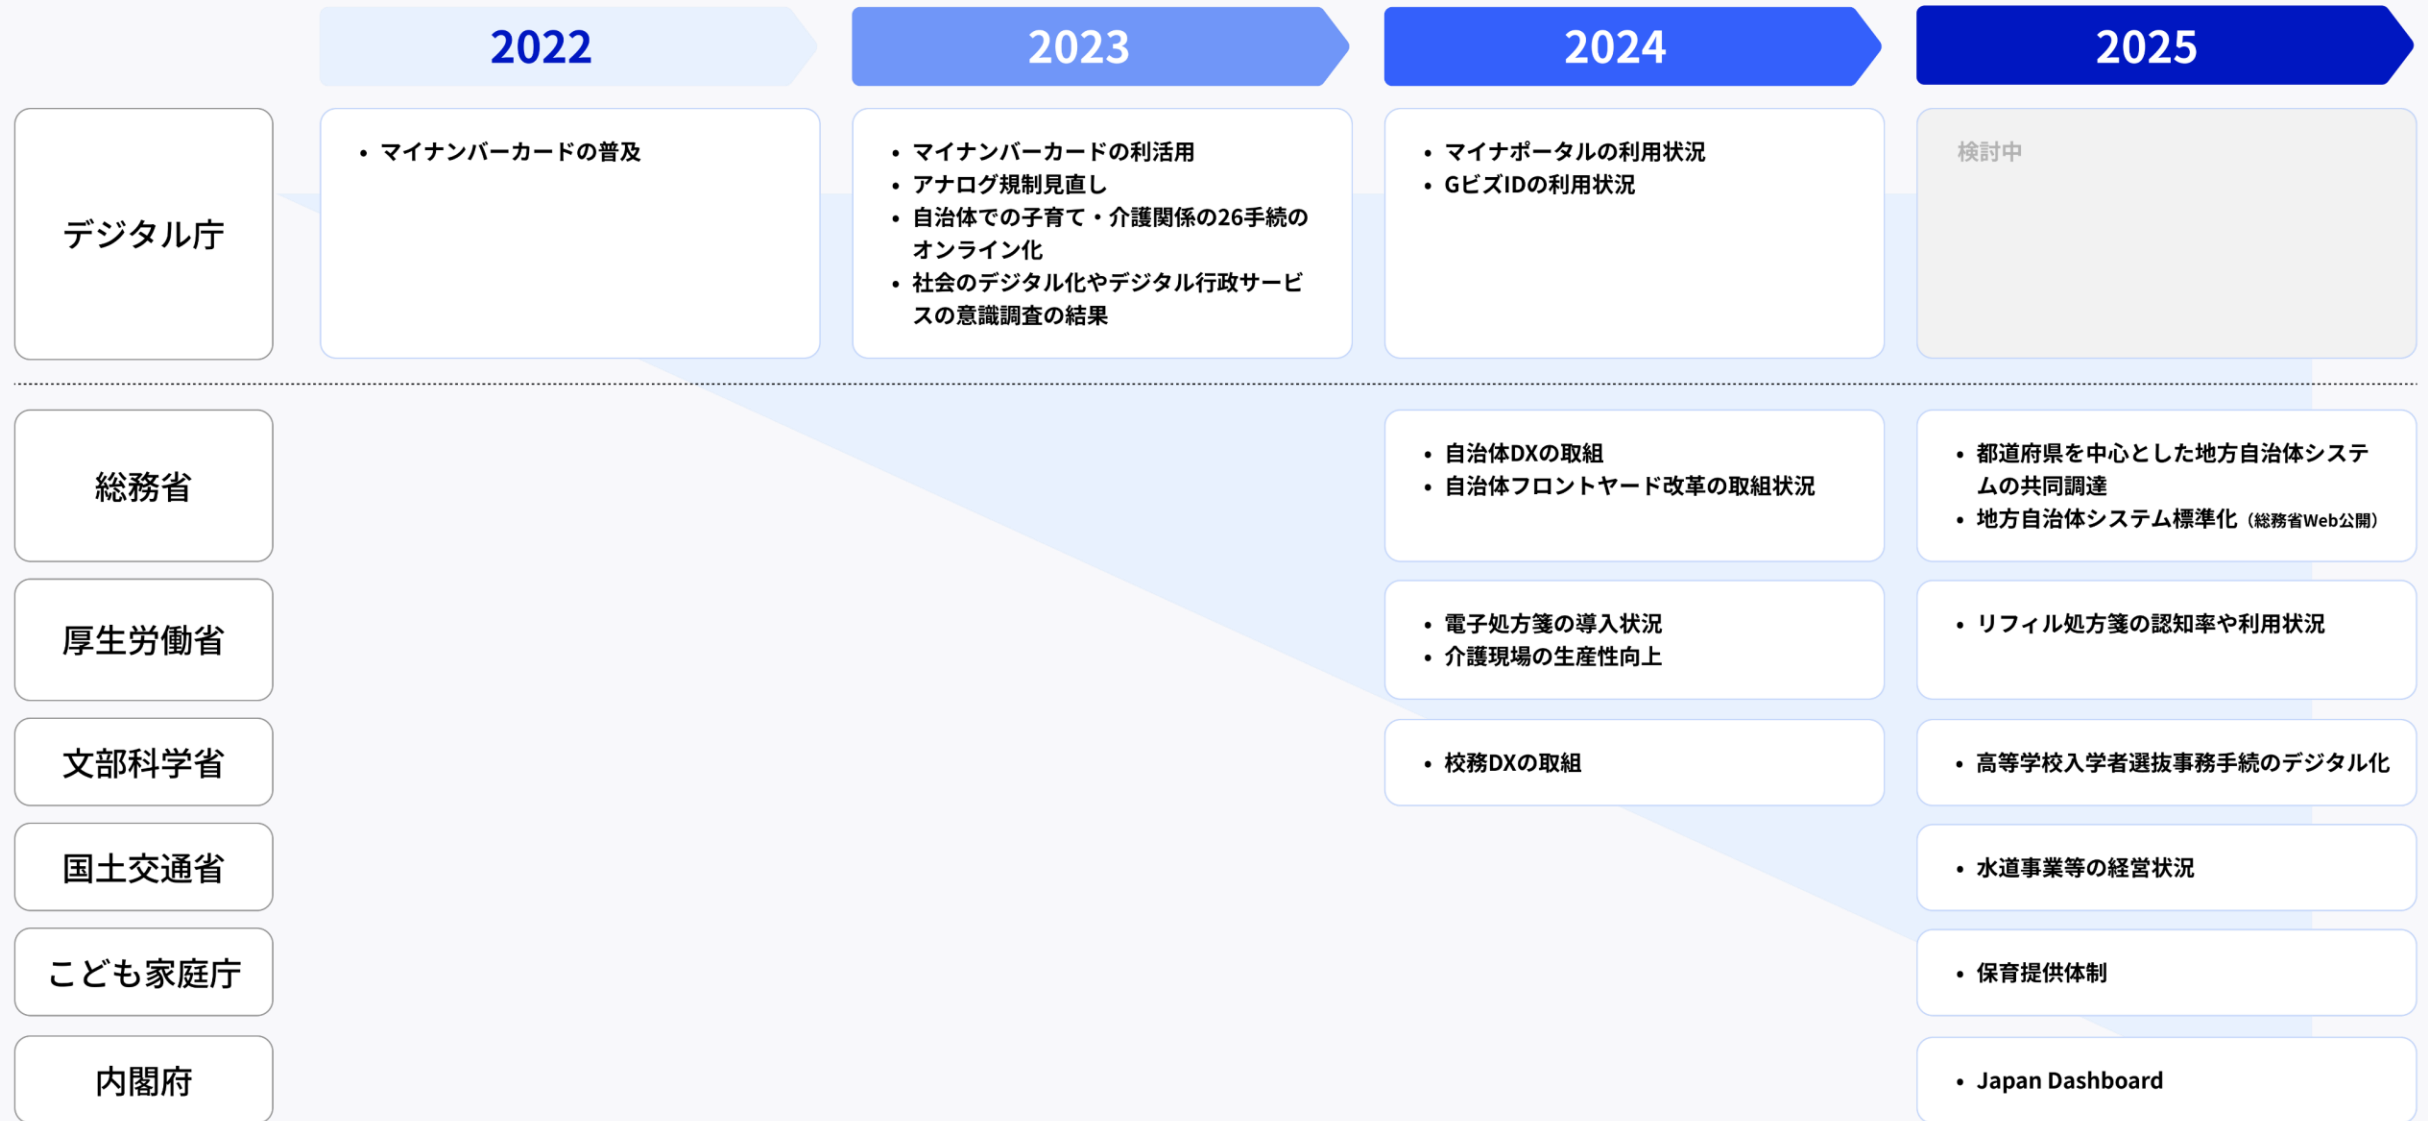 2022
2023
2024
2025
デジタル庁
• マイナンバーカードの普及
• マイナンバーカードの利活用
• アナログ規制見直し
• 自治体での子育て・介護関係の26手続の
オンライン化
• 社会のデジタル化やデジタル行政サービ
スの意識調査の結果
• マイナポータルの利用状況
• GビズIDの利用状況
検討中
総務省
• 自治体DXの取組
• 自治体フロントヤード改革の取組状況
• 都道府県を中心とした地方自治体システ
ムの共同調達
• 地方自治体システム標準化（総務省Web公開）
厚生労働省
• 電子処方箋の導入状況
• 介護現場の生産性向上
• リフィル処方箋の認知率や利用状況
文部科学省
• 校務DXの取組
• 高等学校入学者選抜事務手続のデジタル化
国土交通省
• 水道事業等の経営状況
こども家庭庁
• 保育提供体制
内閣府
• Japan Dashboard